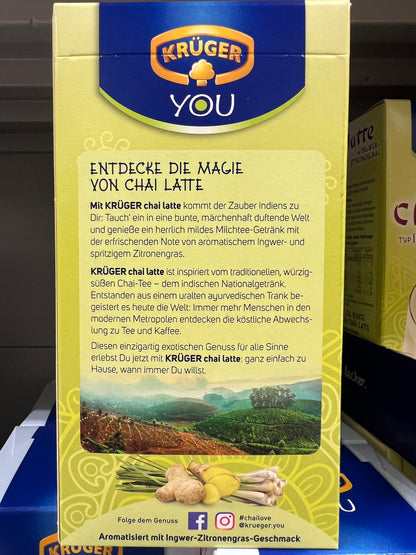 KRÜGER
YOU
ENTDECKE DIE MAGIE
VON CHAI LATTE
Mit KRÜGER chai latte kommt der Zauber Indiens zu
Dir: Tauch' ein in eine bunte, märchenhaft duftende Welt
und genieße ein herrlich mildes Milchtee-Getränk mit
der erfrischenden Note von aromatischem Ingwer- und
spritzigem Zitronengras.
KRÜGER chai latte ist inspiriert vom traditionellen, würzig-
süßen Chai-Tee – dem indischen Nationalgetränk.
Entstanden aus einem uralten ayurvedischen Trank be-
geistert es heute die Welt: Immer mehr Menschen in den
modernen Metropolen entdecken die köstliche Abwechs-
lung zu Tee und Kaffee.
Diesen einzigartig exotischen Genuss für alle Sinne
erlebst Du jetzt mit KRÜGER chai latte: ganz einfach zu
Hause, wann immer Du willst.
Folge dem Genuss
#chailove
@krueger.you
Aromatisiert mit Ingwer-Zitronengras-Geschmack
latte
INGWER-
ZITRONENGRAS
lecker.